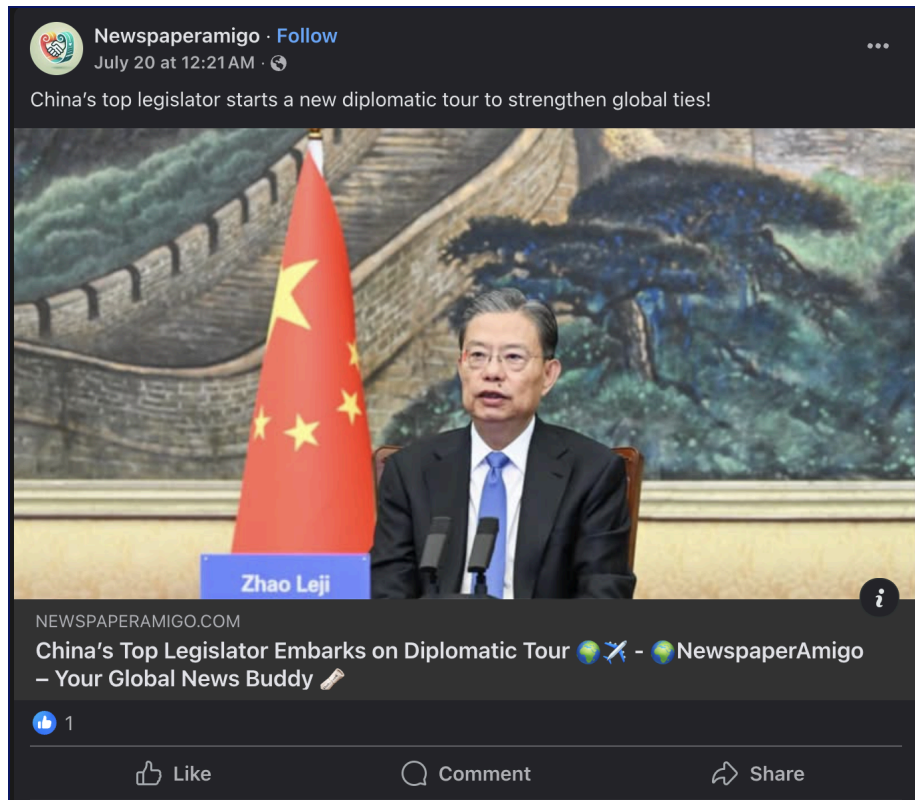 Newspaperamigo · Follow
July 20 at 12:21 AM ·
China's top legislator starts a new diplomatic tour to strengthen global ties!
Zhao Leji
NEWSPAPERAMIGO.COM
China's Top Legislator Embarks on Diplomatic Tour 🌍✈️ - 🌍NewspaperAmigo
– Your Global News Buddy 🗞️
1
Like
Comment
Share